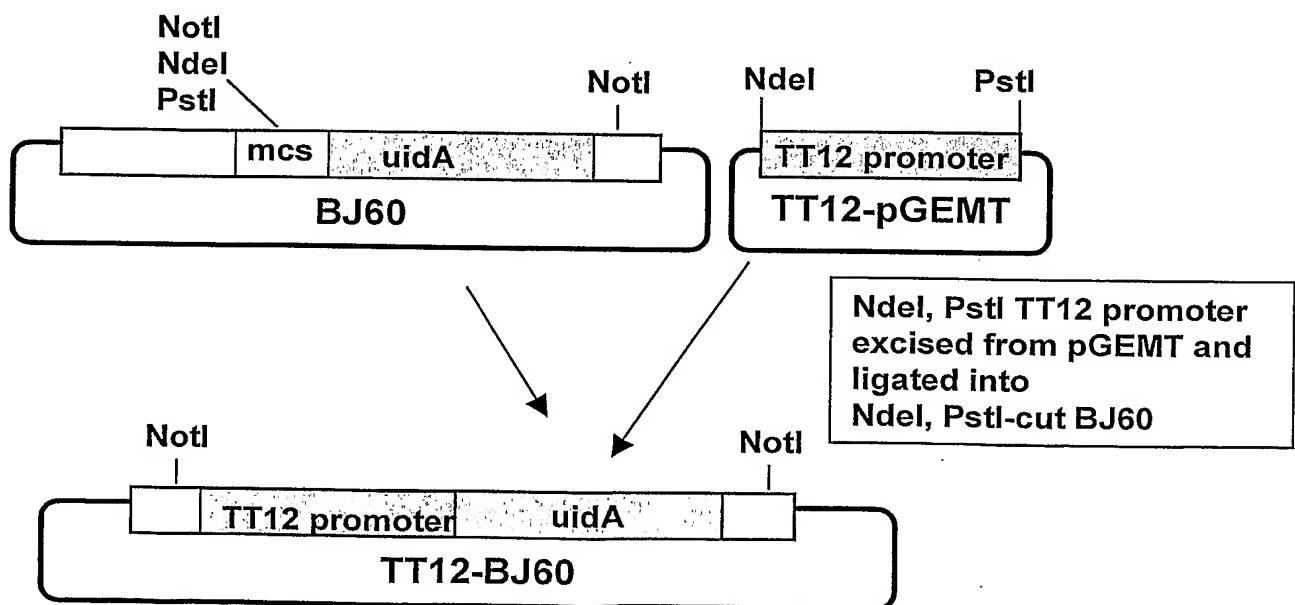 NotI
NdeI
PstI
NotI
mcs
uidA
BJ60
NdeI
PstI
TT12 promoter
TT12-pGEMT
NdeI, PstI TT12 promoter
excised from pGEMT and
ligated into
NdeI, PstI-cut BJ60
NotI
NotI
TT12 promoter
uidA
TT12-BJ60